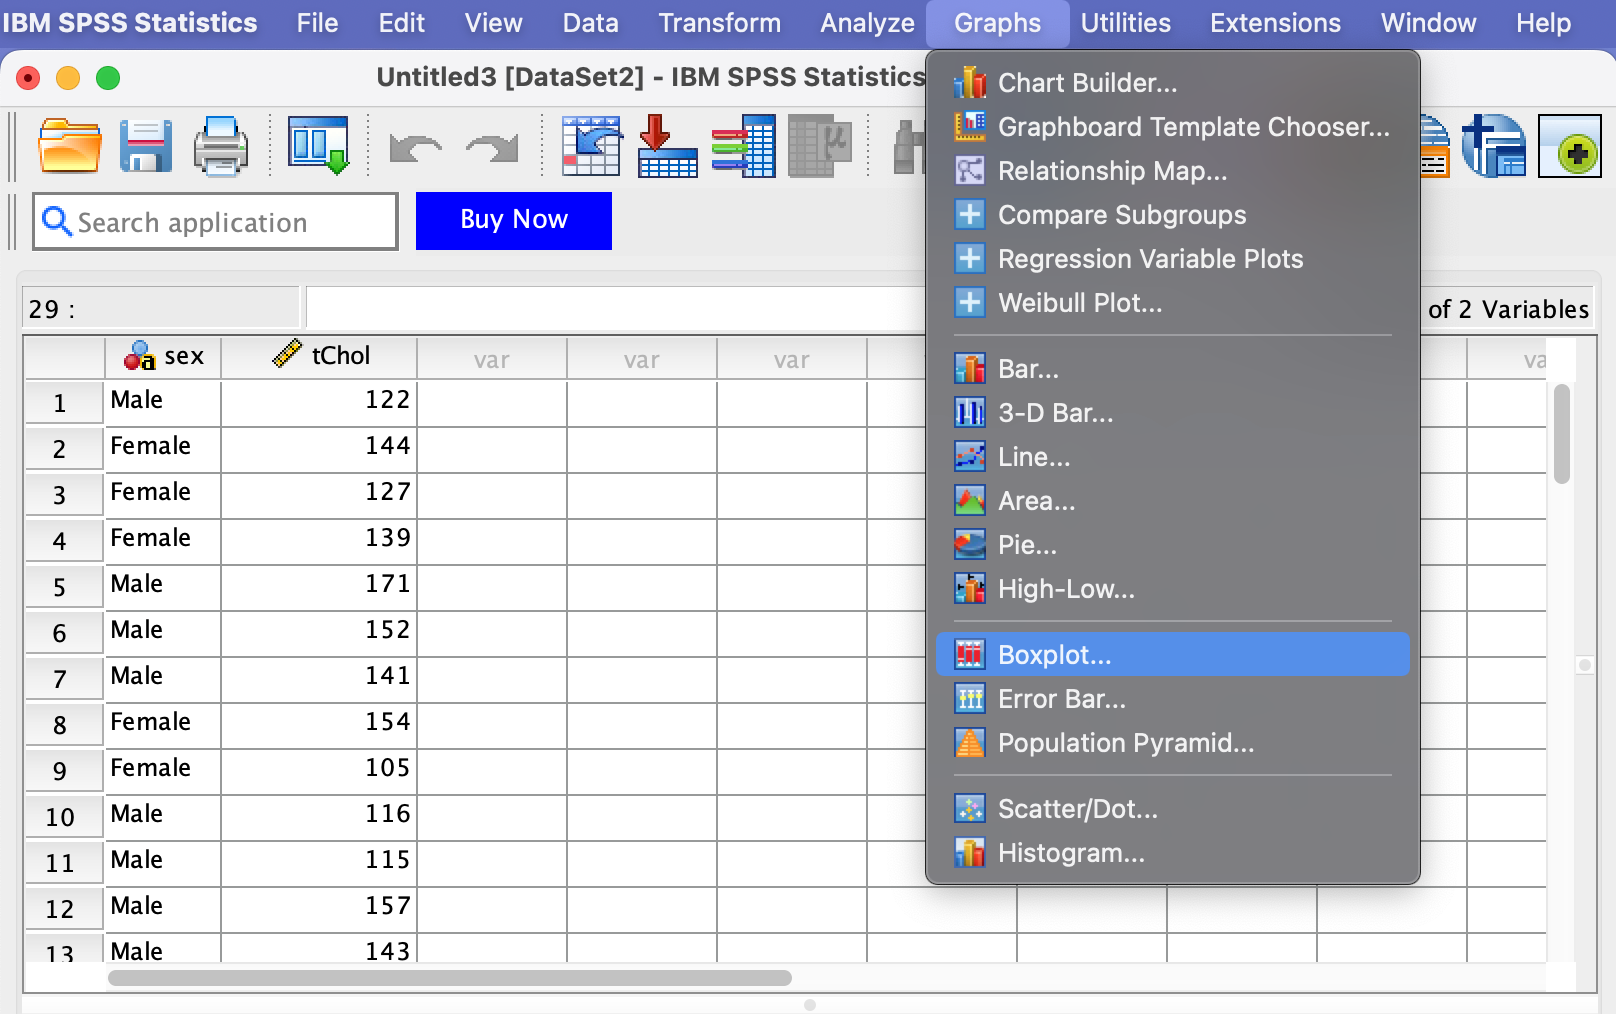 IBM SPSS Statistics File Edit View Data Transform Analyze Graphs Utilities Extensions Window Help
Untitled3 [DataSet2] - IBM SPSS Statistics
Chart Builder...
Graphboard Template Chooser...
Relationship Map...
Compare Subgroups
Regression Variable Plots
Weibull Plot...
Bar...
3-D Bar...
Line...
Area...
Pie...
High-Low...
Boxplot...
Error Bar...
Population Pyramid...
Scatter/Dot...
Histogram...
Search application
Buy Now
29 :
of 2 Variables
sex tChol var var var va
1 Male 122
2 Female 144
3 Female 127
4 Female 139
5 Male 171
6 Male 152
7 Male 141
8 Female 154
9 Female 105
10 Male 116
11 Male 115
12 Male 157
13 Male 143